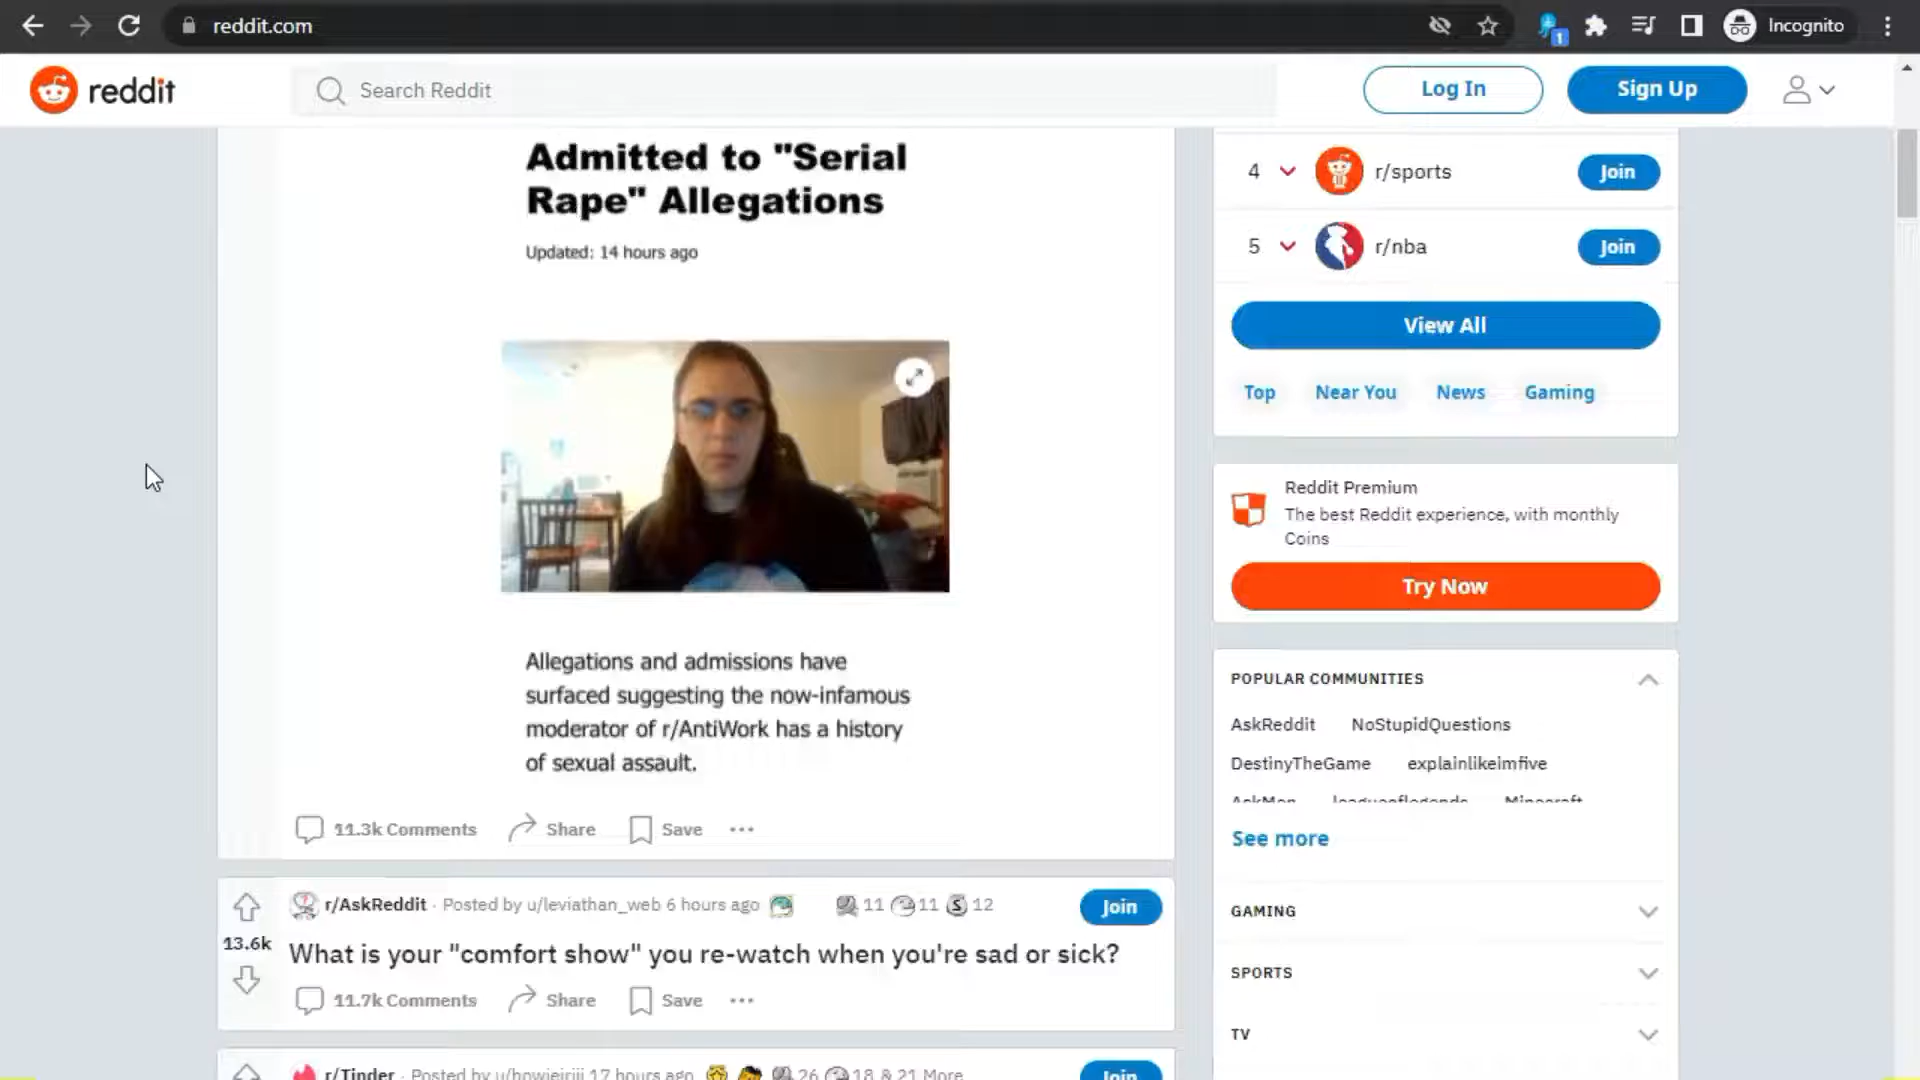 reddit.com
Incognito
1
reddit
Search Reddit
Log In
Sign Up
Admitted to "Serial
Rape" Allegations
Updated: 14 hours ago
Allegations and admissions have
surfaced suggesting the now-infamous
moderator of r/AntiWork has a history
of sexual assault.
11.3k Comments Share Save
13.6k
r/AskReddit · Posted by u/leviathan_web 6 hours ago 11 11 S 12
Join
What is your "comfort show" you re-watch when you're sad or sick?
11.7k Comments Share Save
r/Tinder · Posted by u/howieiriii 17 hours ago 26 18 & 21 More
Join
4 r/sports Join
5 r/nba Join
View All
Top Near You News Gaming
Reddit Premium
The best Reddit experience, with monthly
Coins
Try Now
POPULAR COMMUNITIES
AskReddit NoStupidQuestions
DestinyTheGame explainlikeimfive
AskMen leagueoflegends Minecraft
See more
GAMING
SPORTS
TV